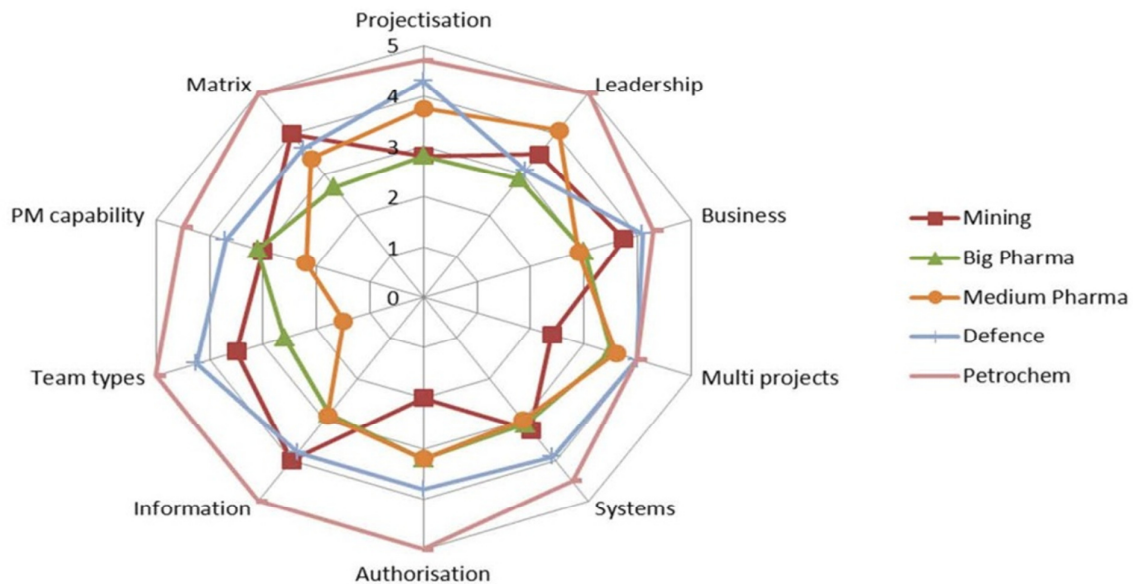 Projectisation
5
Matrix
Leadership
4
3
PM capability
Business
2
1
0
Team types
Multi projects
Information
Systems
Authorisation
Mining
Big Pharma
Medium Pharma
Defence
Petrochem